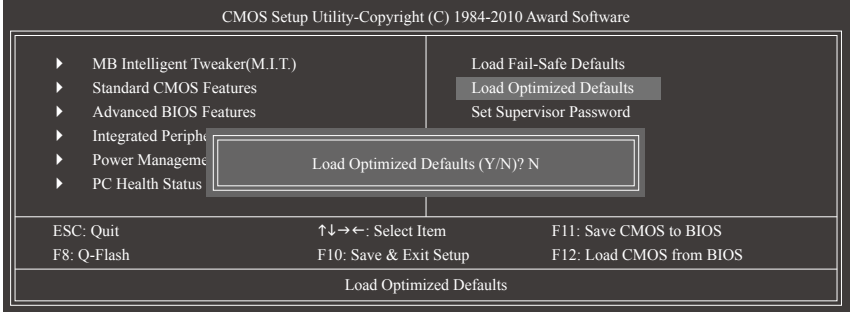 CMOS Setup Utility-Copyright (C) 1984-2010 Award Software
MB Intelligent Tweaker(M.I.T.)
Standard CMOS Features
Advanced BIOS Features
Integrated Periphe
Power Manageme
PC Health Status
Load Fail-Safe Defaults
Load Optimized Defaults
Set Supervisor Password
Load Optimized Defaults (Y/N)? N
ESC: Quit
↑↓→←: Select Item
F11: Save CMOS to BIOS
F8: Q-Flash
F10: Save & Exit Setup
F12: Load CMOS from BIOS
Load Optimized Defaults